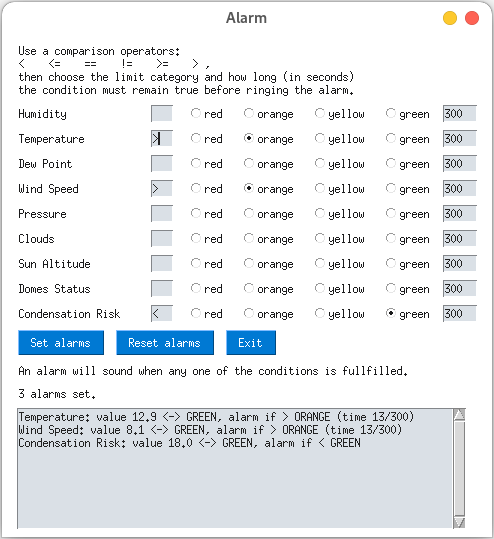 Alarm
Use a comparison operators:
< <= == != >= > ,
then choose the limit category and how long (in seconds)
the condition must remain true before ringing the alarm.
Humidity red orange yellow green 300
Temperature > red orange yellow green 300
Dew Point red orange yellow green 300
Wind Speed > red orange yellow green 300
Pressure red orange yellow green 300
Clouds red orange yellow green 300
Sun Altitude red orange yellow green 300
Domes Status red orange yellow green 300
Condensation Risk < red orange yellow green 300
Set alarms Reset alarms Exit
An alarm will sound when any one of the conditions is fullfilled.
3 alarms set.
Temperature: value 12.9 <-> GREEN, alarm if > ORANGE (time 13/300)
Wind Speed: value 8.1 <-> GREEN, alarm if > ORANGE (time 13/300)
Condensation Risk: value 18.0 <-> GREEN, alarm if < GREEN